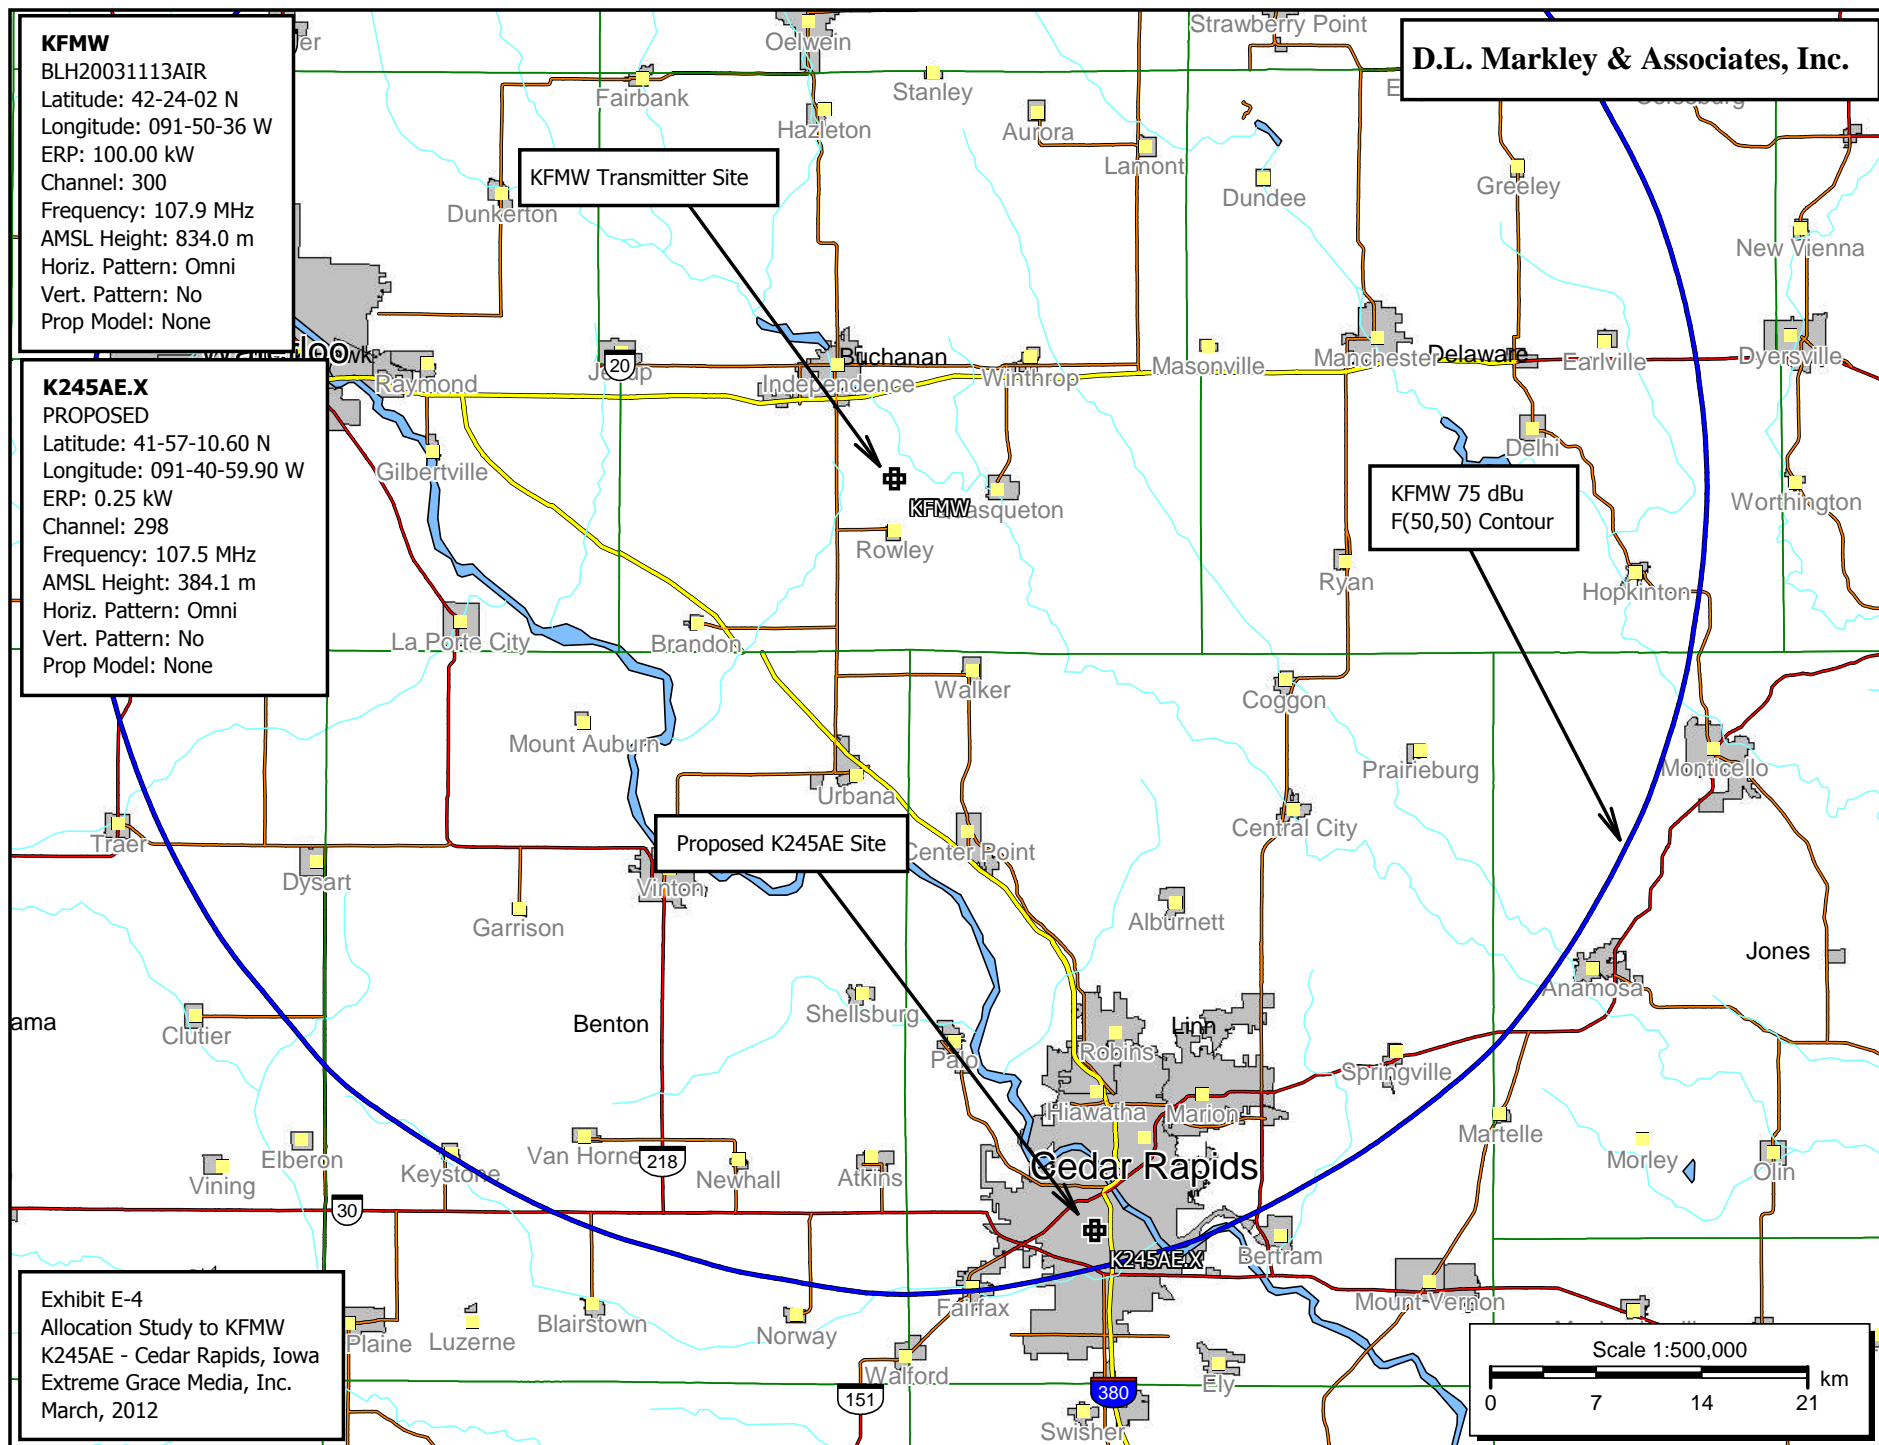 KFMW
BLH20031113AIR
Latitude: 42-24-02 N
Longitude: 091-50-36 W
ERP: 100.00 kW
Channel: 300
Frequency: 107.9 MHz
AMSL Height: 834.0 m
Horiz. Pattern: Omni
Vert. Pattern: No
Prop Model: None
K245AE.X
PROPOSED
Latitude: 41-57-10.60 N
Longitude: 091-40-59.90 W
ERP: 0.25 kW
Channel: 298
Frequency: 107.5 MHz
AMSL Height: 384.1 m
Horiz. Pattern: Omni
Vert. Pattern: No
Prop Model: None
D.L. Markley & Associates, Inc.
er
Oelwein
Strawberry Point
Fairbank
Stanley
Hazleton
Aurora
Lamont
KFMW Transmitter Site
Dunkerton
Dundee
Greeley
New Vienna
Raymond
20
Independence
Buchanan
Winthrop
Masonville
Manchester
Delaware
Earlville
Dyersville
Gilbertville
Delhi
KFMW
asqueton
Rowley
KFMW 75 dBu
F(50,50) Contour
Worthington
Ryan
Hopkinton
La Porte City
Brandon
Walker
Coggon
Mount Auburn
Prairieburg
Monticello
Urbana
Central City
Traer
Proposed K245AE Site
Center Point
Dysart
Vinton
Garrison
Alburnett
Jones
Anamosa
Shellsburg
ama
Clutier
Benton
Linn
Palo
Robins
Springville
Hiawatha
Marion
Martelle
Elberon
Vining
Keystone
Van Horne
218
Newhall
Atkins
Cedar Rapids
Morley
Olin
30
K245AE.X
Bertram
Fairfax
Mount Vernon
Plaine
Luzerne
Blairstown
Norway
Walford
Ely
151
380
Swisher
Exhibit E-4
Allocation Study to KFMW
K245AE - Cedar Rapids, Iowa
Extreme Grace Media, Inc.
March, 2012
Scale 1:500,000
km
0 7 14 21